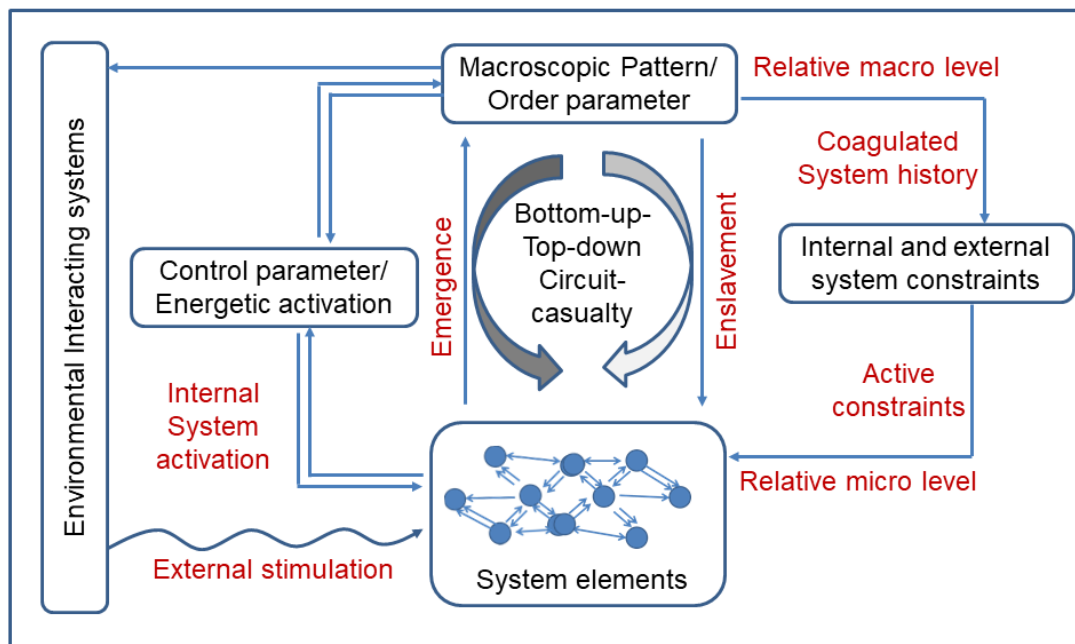 Environmental Interacting systems
Macroscopic Pattern/
Order parameter
Relative macro level
Coagulated
System history
Internal and external
system constraints
Control parameter/
Energetic activation
Emergence
Bottom-up-
Top-down
Circuit-
casualty
Enslavement
Active
constraints
Internal
System
activation
Relative micro level
External stimulation
System elements